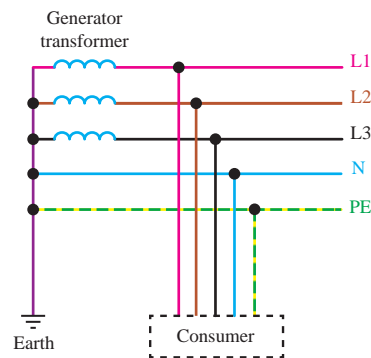 Generator
transformer
L1
L2
L3
N
PE
Earth
Consumer